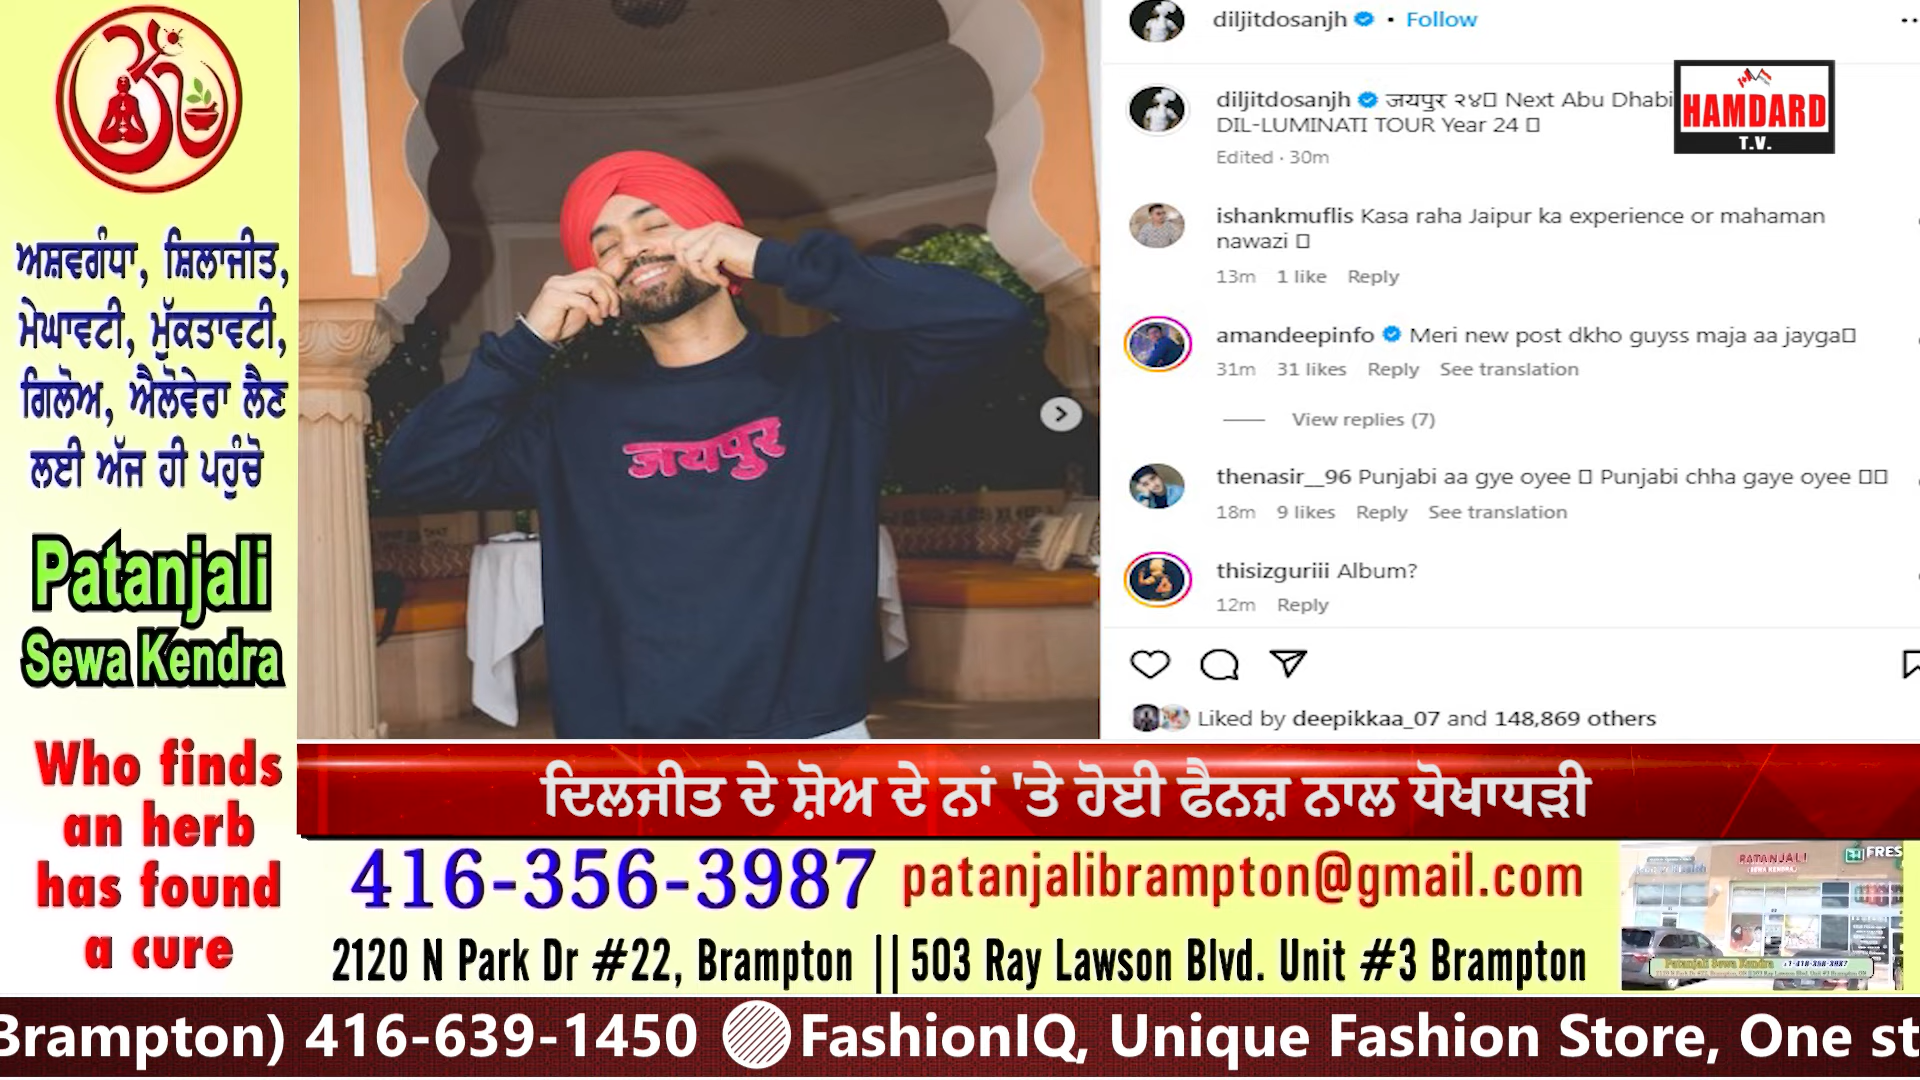 ॐ
ਅਸ਼ਵਗੰਧਾ, ਸ਼ਿਲਾਜੀਤ,
ਮੇਘਾਵਟੀ, ਮੁੱਕਤਾਵਟੀ,
ਗਿਲੋਅ, ਐਲੋਵੇਰਾ ਲੈਣ
ਲਈ ਅੱਜ ਹੀ ਪਹੁੰਚੋ
Patanjali
Sewa Kendra
Who finds
an herb
has found
a cure
जयपुर
diljitdosanjh • Follow
diljitdosanjh जयपुर २४ Next Abu Dhabi
DIL-LUMINATI TOUR Year 24
Edited · 30m
HAMDARD
T.V.
ishankmuflis Kasa raha Jaipur ka experience or mahaman
nawazi
13m 1 like Reply
amandeepinfo Meri new post dkho guyss maja aa jayga
31m 31 likes Reply See translation
View replies (7)
thenasir__96 Punjabi aa gye oyee Punjabi chha gaye oyee
18m 9 likes Reply See translation
thisizguriii Album?
12m Reply
Liked by deepikkaa_07 and 148,869 others
ਦਿਲਜੀਤ ਦੇ ਸ਼ੋਅ ਦੇ ਨਾਂ 'ਤੇ ਹੋਈ ਫੈਨਜ਼ ਨਾਲ ਧੋਖਾਧੜੀ
416-356-3987 patanjalibrampton@gmail.com
2120 N Park Dr #22, Brampton || 503 Ray Lawson Blvd. Unit #3 Brampton
PATANJALI
FRES
Patanjali Sewa Kendra
Brampton) 416-639-1450 FashionIQ, Unique Fashion Store, One st